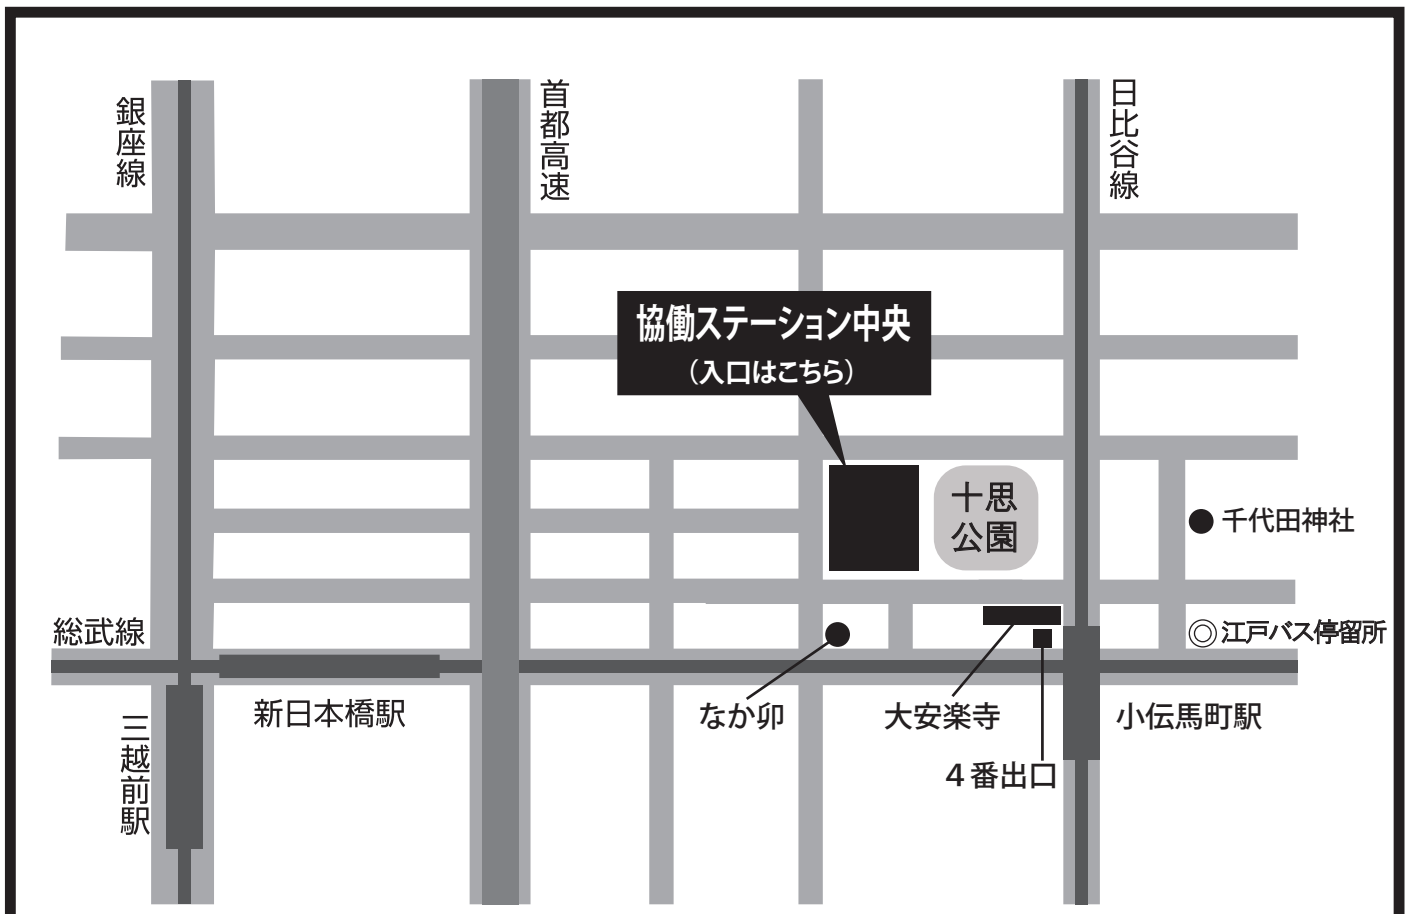 銀座線
首都高速
日比谷線
協働ステーション中央
（入口はこちら）
十思
公園
千代田神社
総武線
江戸バス停留所
新日本橋駅
三越前駅
なか卯
大安楽寺
小伝馬町駅
４番出口